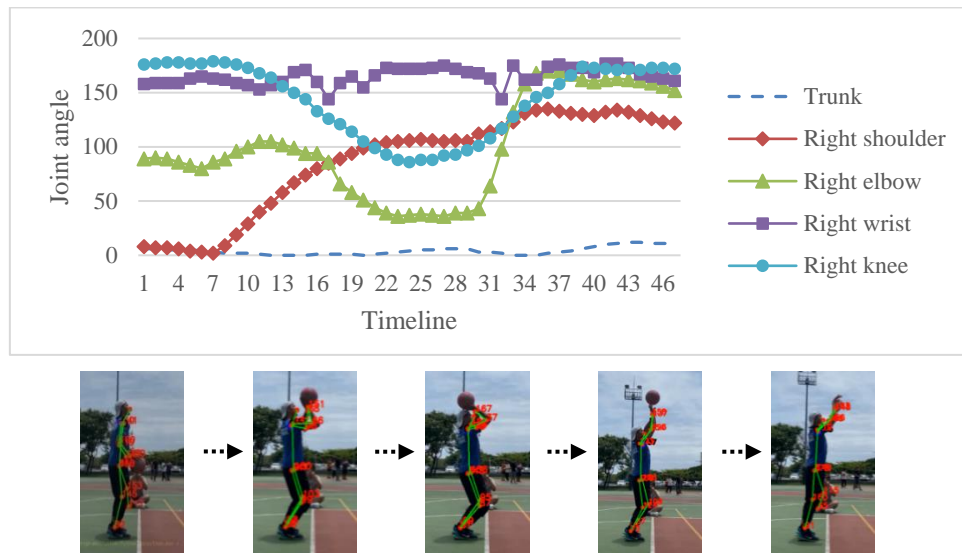 200
150
100
50
0
Joint angle
1 4 7 10 13 16 19 22 25 28 31 34 37 40 43 46
Timeline
Trunk
Right shoulder
Right elbow
Right wrist
Right knee